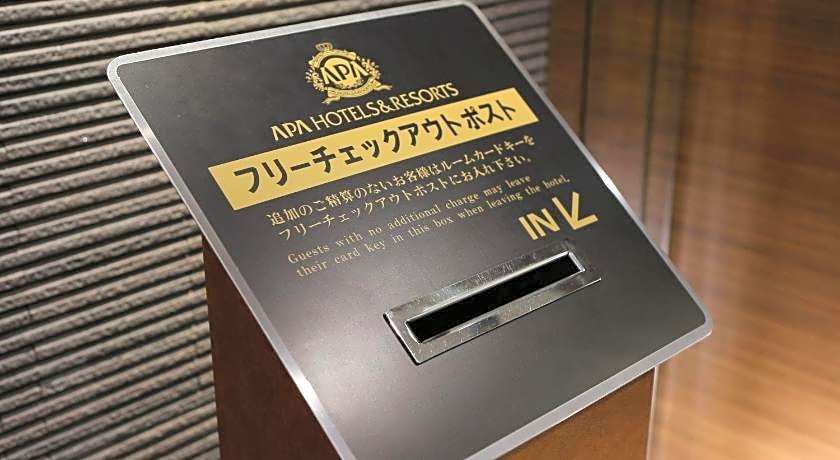 APA
APA HOTELS&RESORTS
フリーチェックアウトポスト
追加のご精算のないお客様はルームカードキーを
フリーチェックアウトポストにお入れ下さい。
Guests with no additional charge may leave
their card key in this box when leaving the hotel.
IN